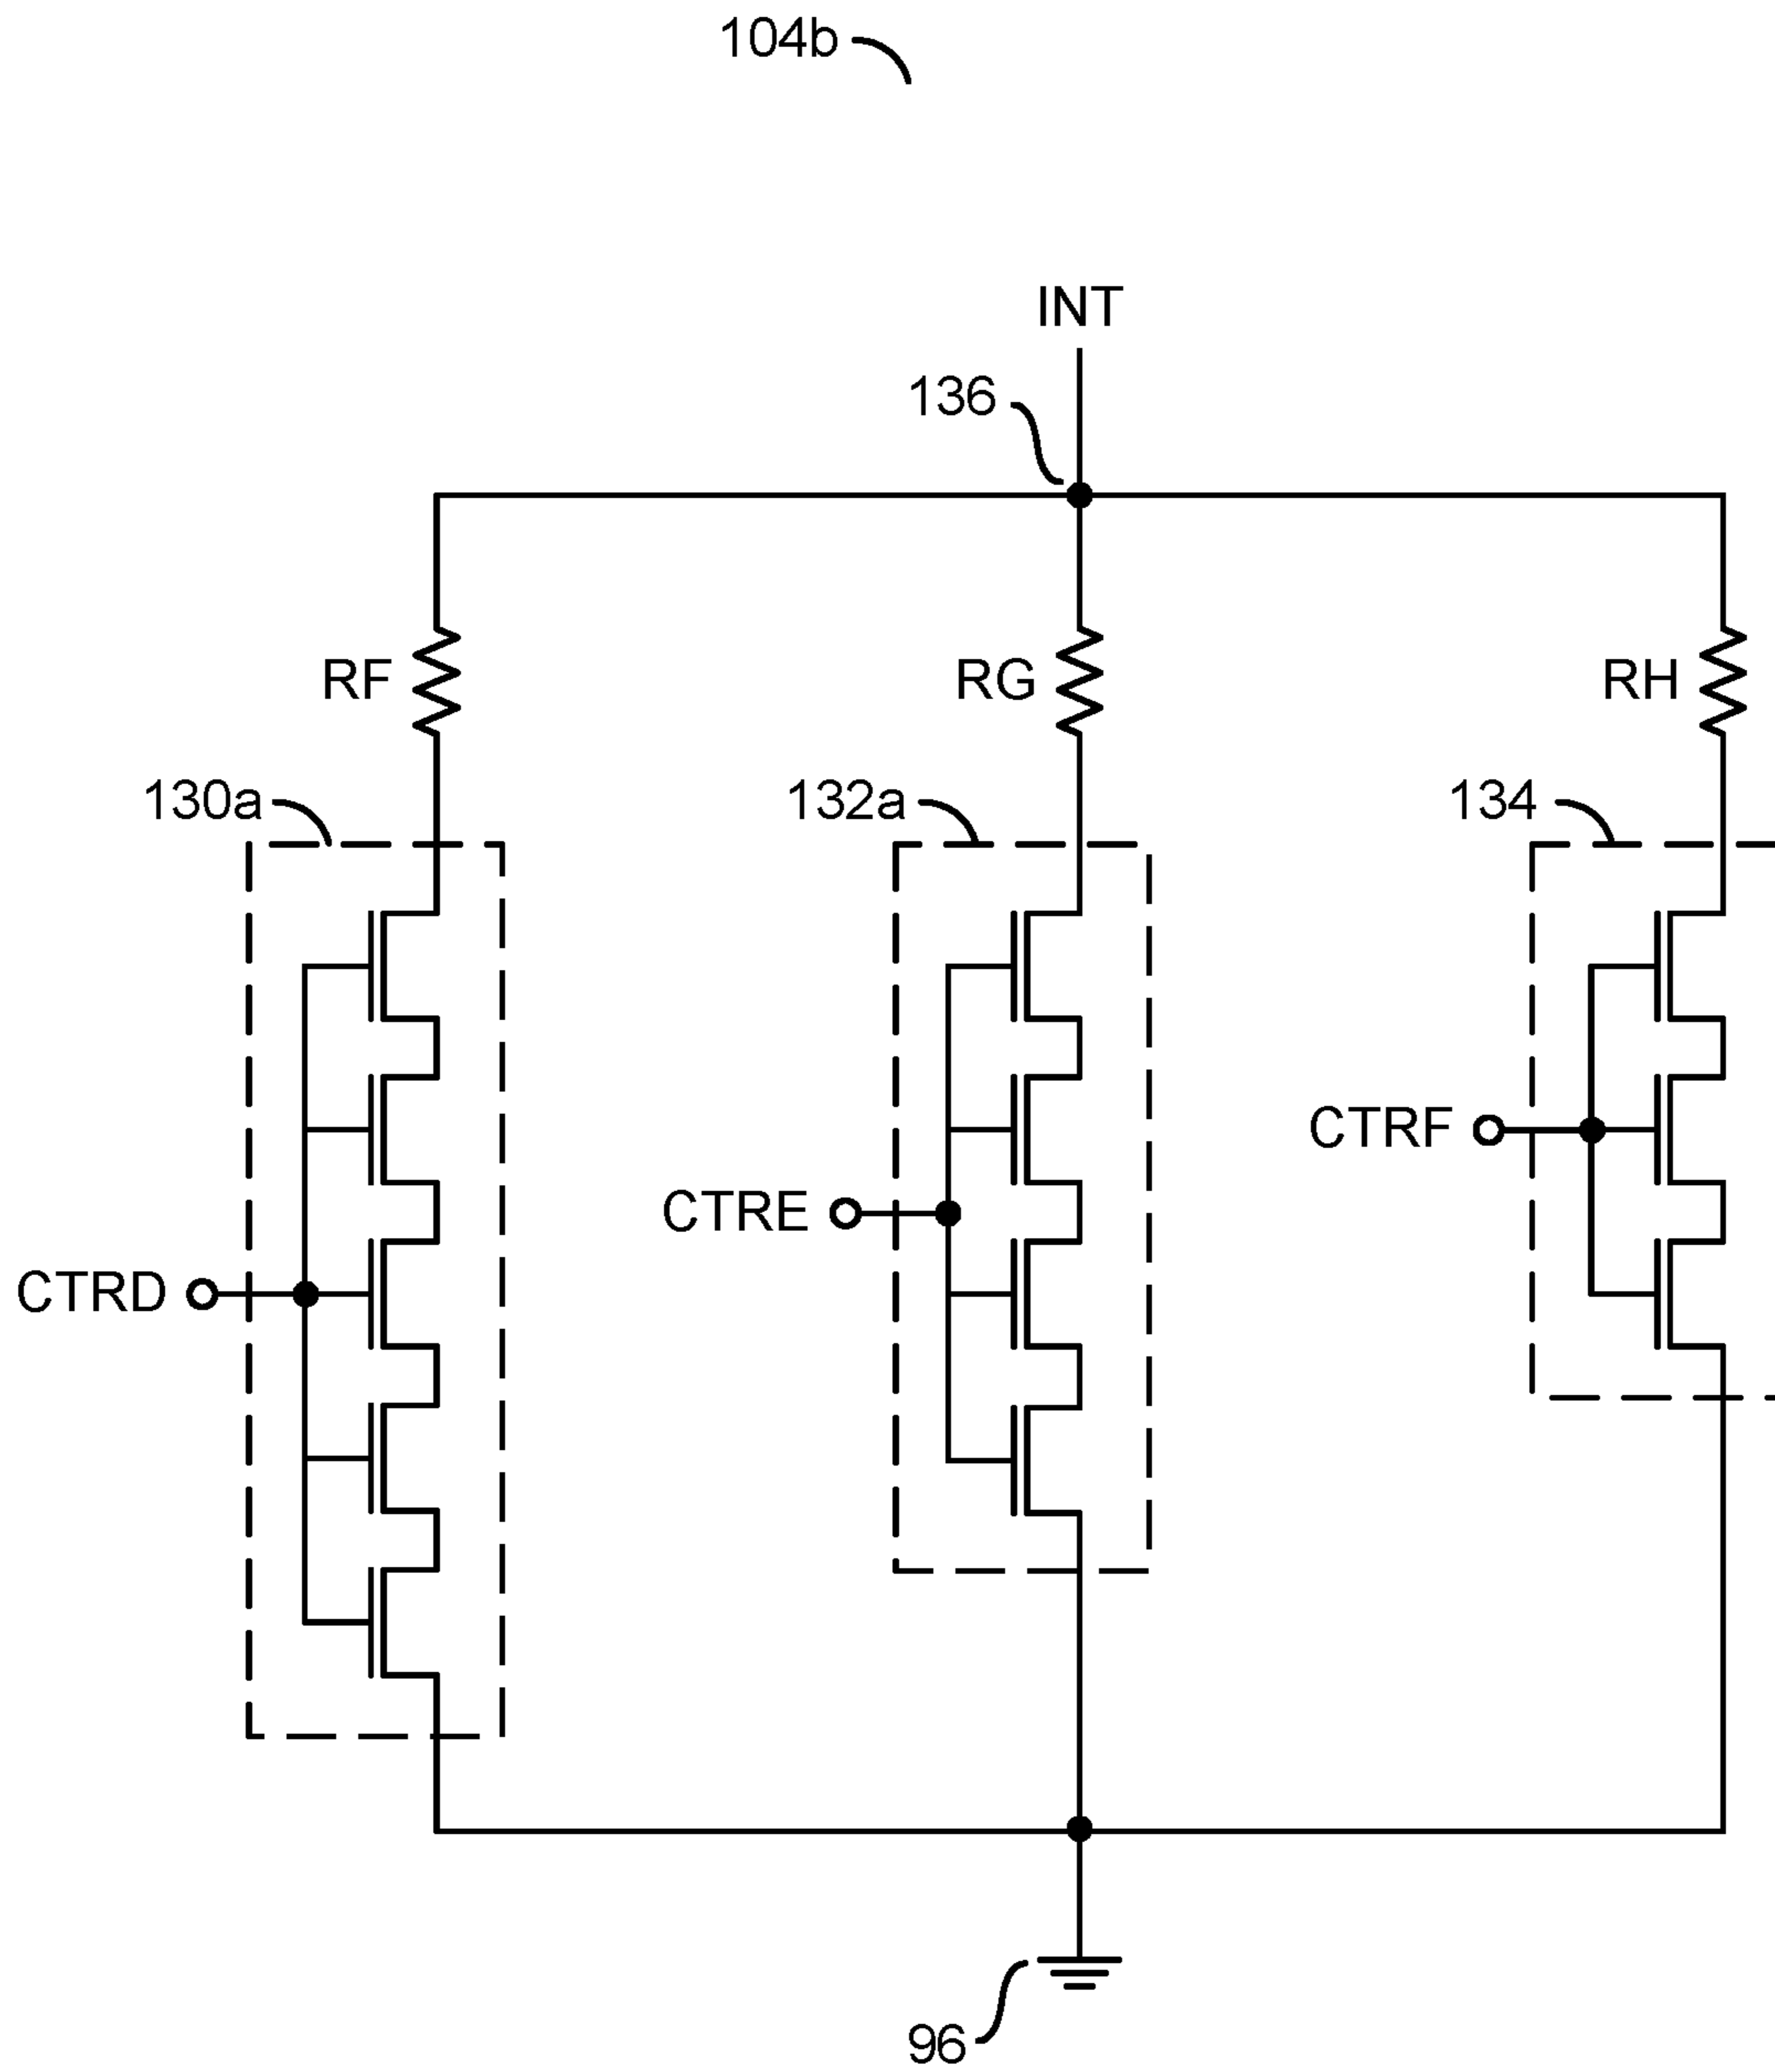 104b
INT
136
RF
RG
RH
130a
132a
134
CTRF
CTRE
CTRD
96